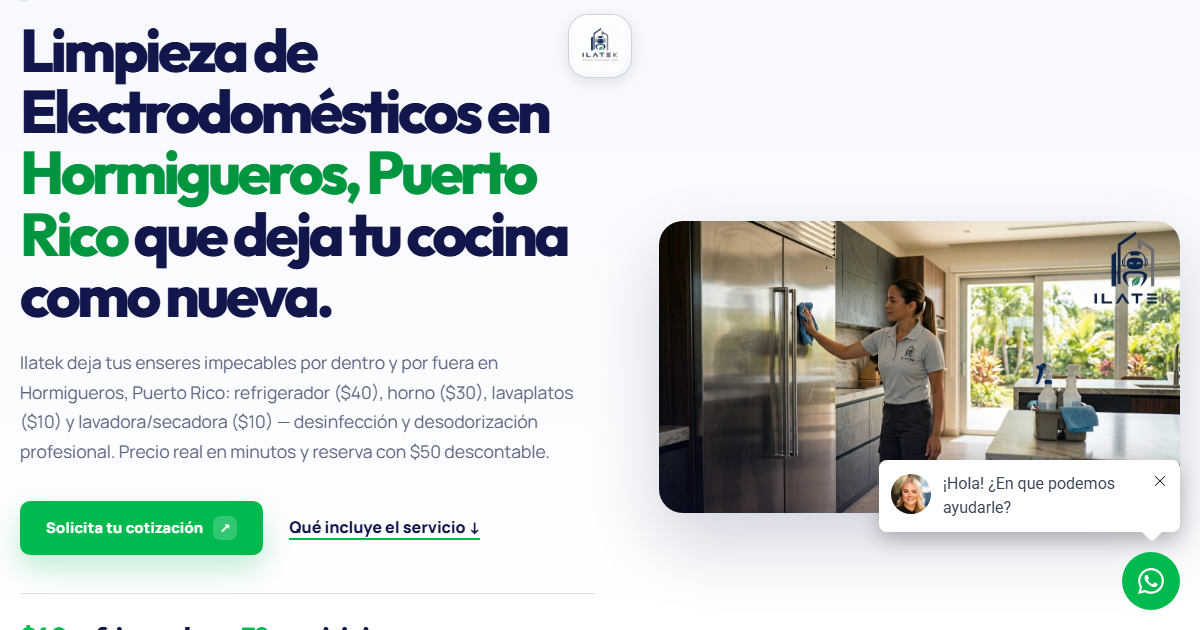 Limpieza de
Electrodomésticos en
Hormigueros, Puerto
Rico que deja tu cocina
como nueva.
ILATEK
Ilatek deja tus enseres impecables por dentro y por fuera en
Hormigueros, Puerto Rico: refrigerador ($40), horno ($30), lavaplatos
($10) y lavadora/secadora ($10) — desinfección y desodorización
profesional. Precio real en minutos y reserva con $50 descontable.
Solicita tu cotización ↗
Qué incluye el servicio ↓
ILATEK
ILATEK
¡Hola! ¿En que podemos
ayudarle?